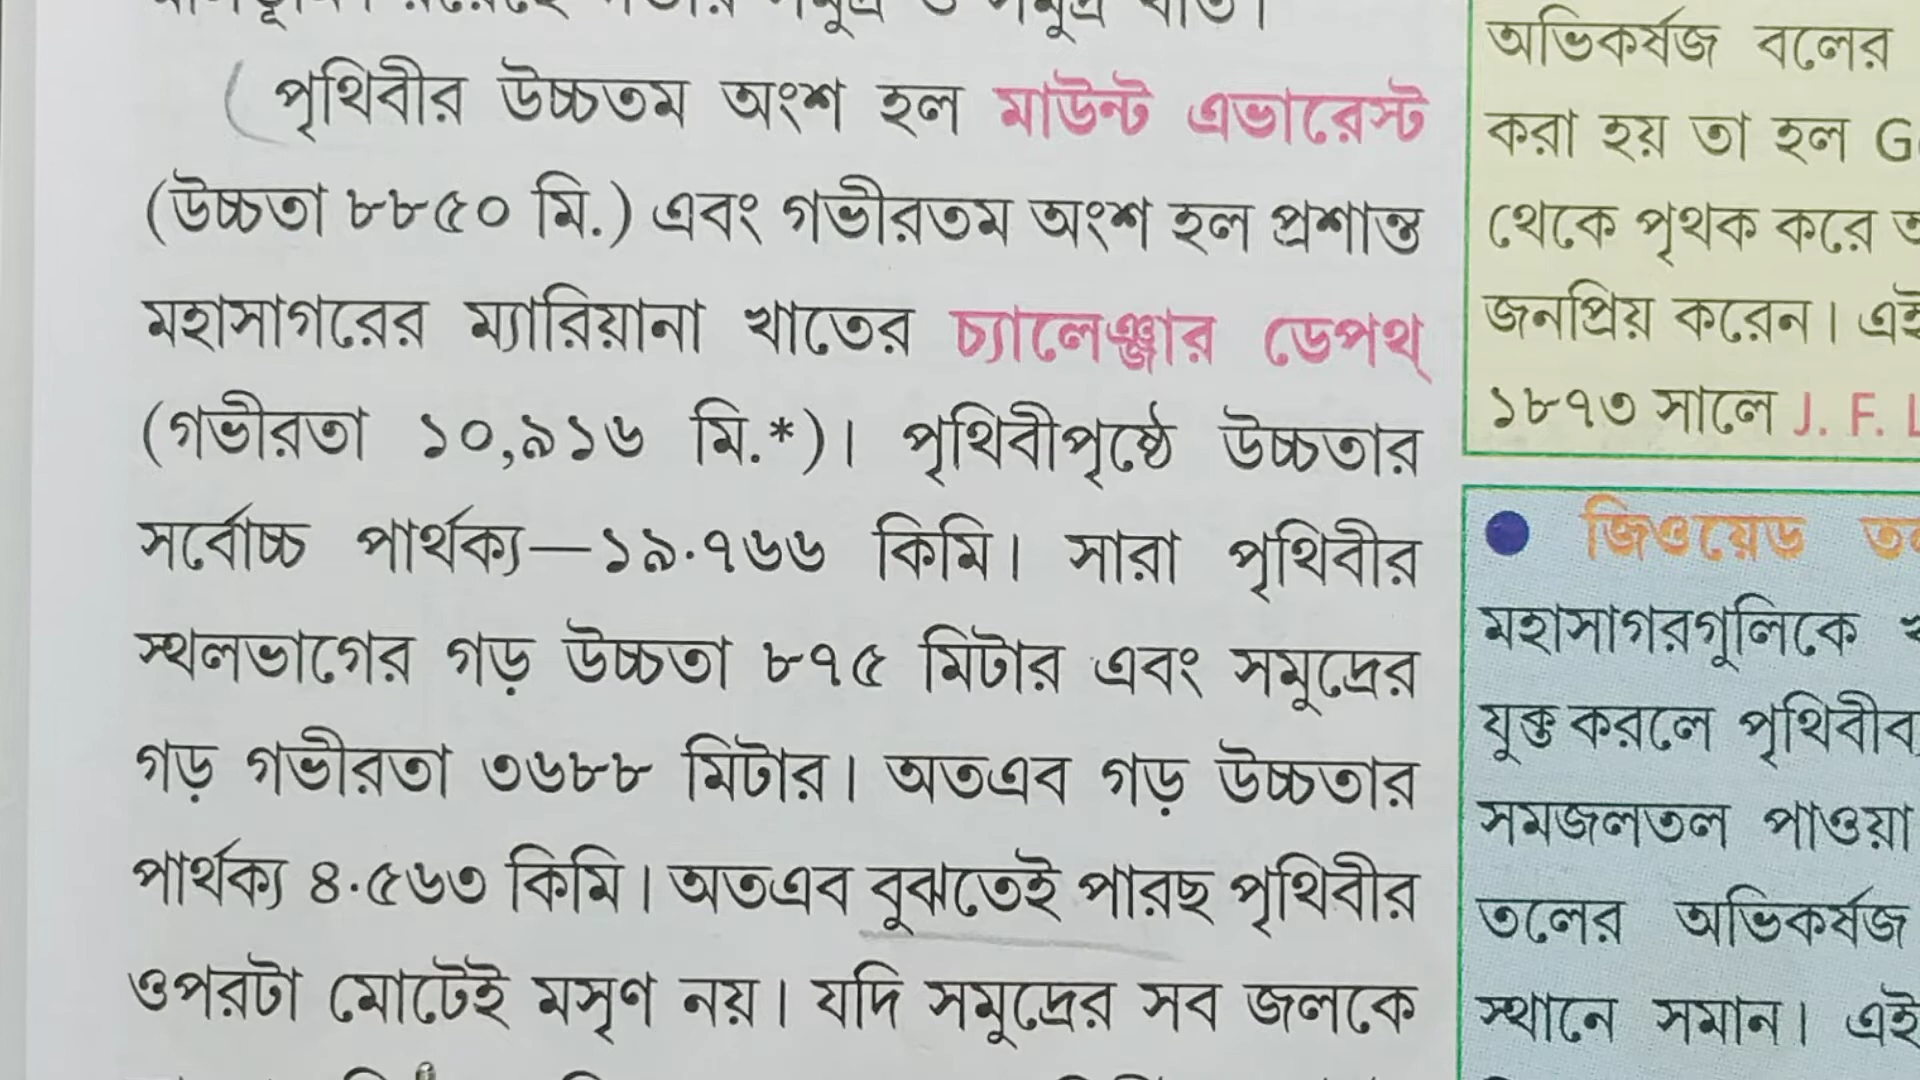 পৃথিবীর উচ্চতম অংশ হল মাউন্ট এভারেস্ট
(উচ্চতা ৮৮৫০ মি.) এবং গভীরতম অংশ হল প্রশান্ত
মহাসাগরের ম্যারিয়ানা খাতের চ্যালেঞ্জার ডেপথ্
(গভীরতা ১০,৯১৬ মি.*)। পৃথিবীপৃষ্ঠে উচ্চতার
সর্বোচ্চ পার্থক্য—১৯·৭৬৬ কিমি। সারা পৃথিবীর
স্থলভাগের গড় উচ্চতা ৮৭৫ মিটার এবং সমুদ্রের
গড় গভীরতা ৩৬৮৮ মিটার। অতএব গড় উচ্চতার
পার্থক্য ৪·৫৬৩ কিমি। অতএব বুঝতেই পারছ পৃথিবীর
ওপরটা মোটেই মসৃণ নয়। যদি সমুদ্রের সব জলকে
অভিকর্ষজ বলের
করা হয় তা হল
থেকে পৃথক করে
জনপ্রিয় করেন। এই
১৮৭৩ সালে J. F.
● জিওয়েড
মহাসাগরগুলিকে
যুক্ত করলে পৃথিবীর
সমজলতল পাওয়া
তলের অভিকর্ষজ
স্থানে সমান। এই